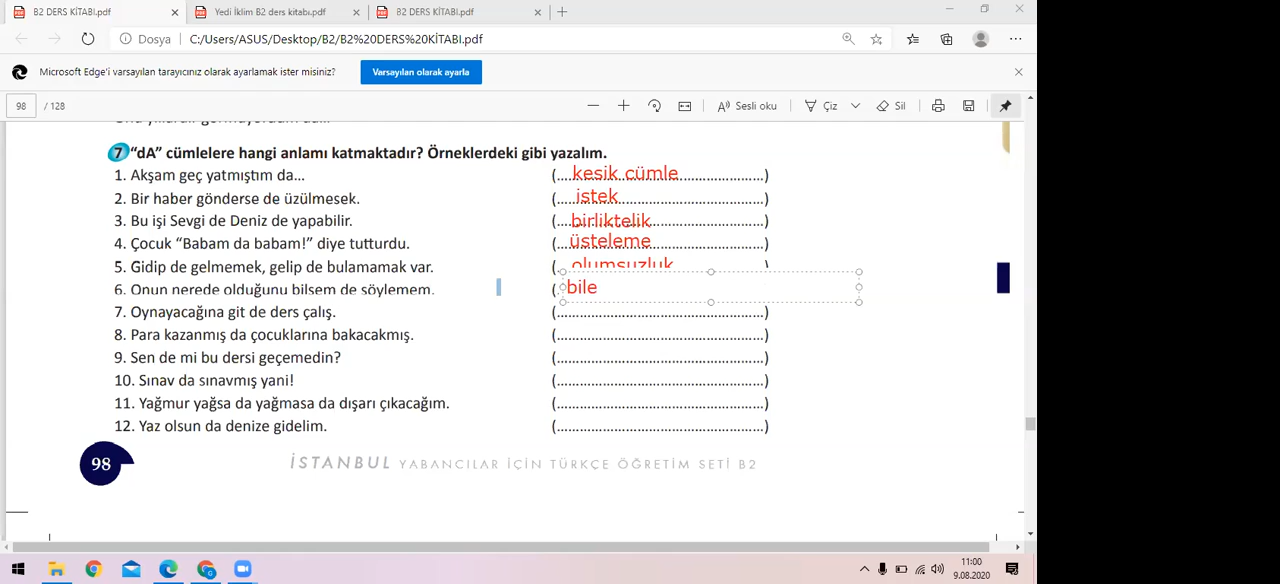 B2 DERS KİTABI.pdf
Yedi İklim B2 ders kitabı.pdf
B2 DERS KİTABI.pdf
Dosya
C:/Users/ASUS/Desktop/B2/B2%20DERS%20KİTABI.pdf
Microsoft Edge'i varsayılan tarayıcınız olarak ayarlamak ister misiniz?
Varsayılan olarak ayarla
98 / 128
Sesli oku
Çiz
Sil
7 “dA” cümlelere hangi anlamı katmaktadır? Örneklerdeki gibi yazalım.
1. Akşam geç yatmıştım da... (... kesik cümle ...)
2. Bir haber gönderse de üzülmesek. (... istek ...)
3. Bu işi Sevgi de Deniz de yapabilir. (... birliktelik ...)
4. Çocuk “Babam da babam!” diye tutturdu. (... üsteleme ...)
5. Gidip de gelmemek, gelip de bulamamak var. (... olumsuzluk ...)
6. Onun nerede olduğunu bilsem de söylemem. (... bile
7. Oynayacağına git de ders çalış. (...)
8. Para kazanmış da çocuklarına bakacakmış. (...)
9. Sen de mi bu dersi geçemedin? (...)
10. Sınav da sınavmış yani! (...)
11. Yağmur yağsa da yağmasa da dışarı çıkacağım. (...)
12. Yaz olsun da denize gidelim. (...)
98
İSTANBUL YABANCILAR İÇİN TÜRKÇE ÖĞRETİM SETİ B2
11:00
9.08.2020